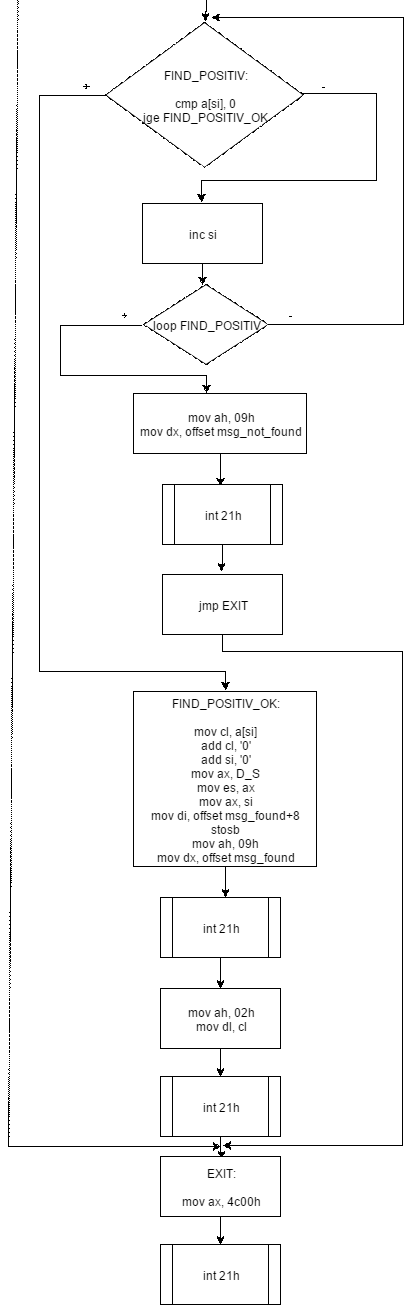 +
FIND_POSITIV:
-
cmp a[si], 0
jge FIND_POSITIV_OK
inc si
+
-
loop FIND_POSITIV
mov ah, 09h
mov dx, offset msg_not_found
int 21h
jmp EXIT
FIND_POSITIV_OK:
mov cl, a[si]
add cl, '0'
add si, '0'
mov ax, D_S
mov es, ax
mov ax, si
mov di, offset msg_found+8
stosb
mov ah, 09h
mov dx, offset msg_found
int 21h
mov ah, 02h
mov dl, cl
int 21h
EXIT:
mov ax, 4c00h
int 21h